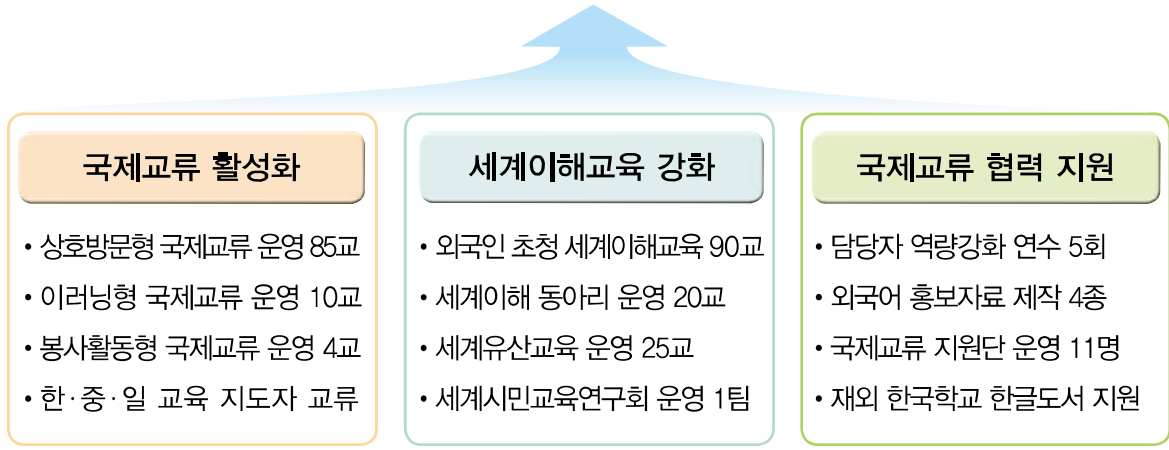 국제교류 활성화
• 상호방문형 국제교류 운영 85교
• 이러닝형 국제교류 운영 10교
• 봉사활동형 국제교류 운영 4교
• 한·중·일 교육 지도자 교류
세계이해교육 강화
• 외국인 초청 세계이해교육 90교
• 세계이해 동아리 운영 20교
• 세계유산교육 운영 25교
• 세계시민교육연구회 운영 1팀
국제교류 협력 지원
• 담당자 역량강화 연수 5회
• 외국어 홍보자료 제작 4종
• 국제교류 지원단 운영 11명
• 재외 한국학교 한글도서 지원